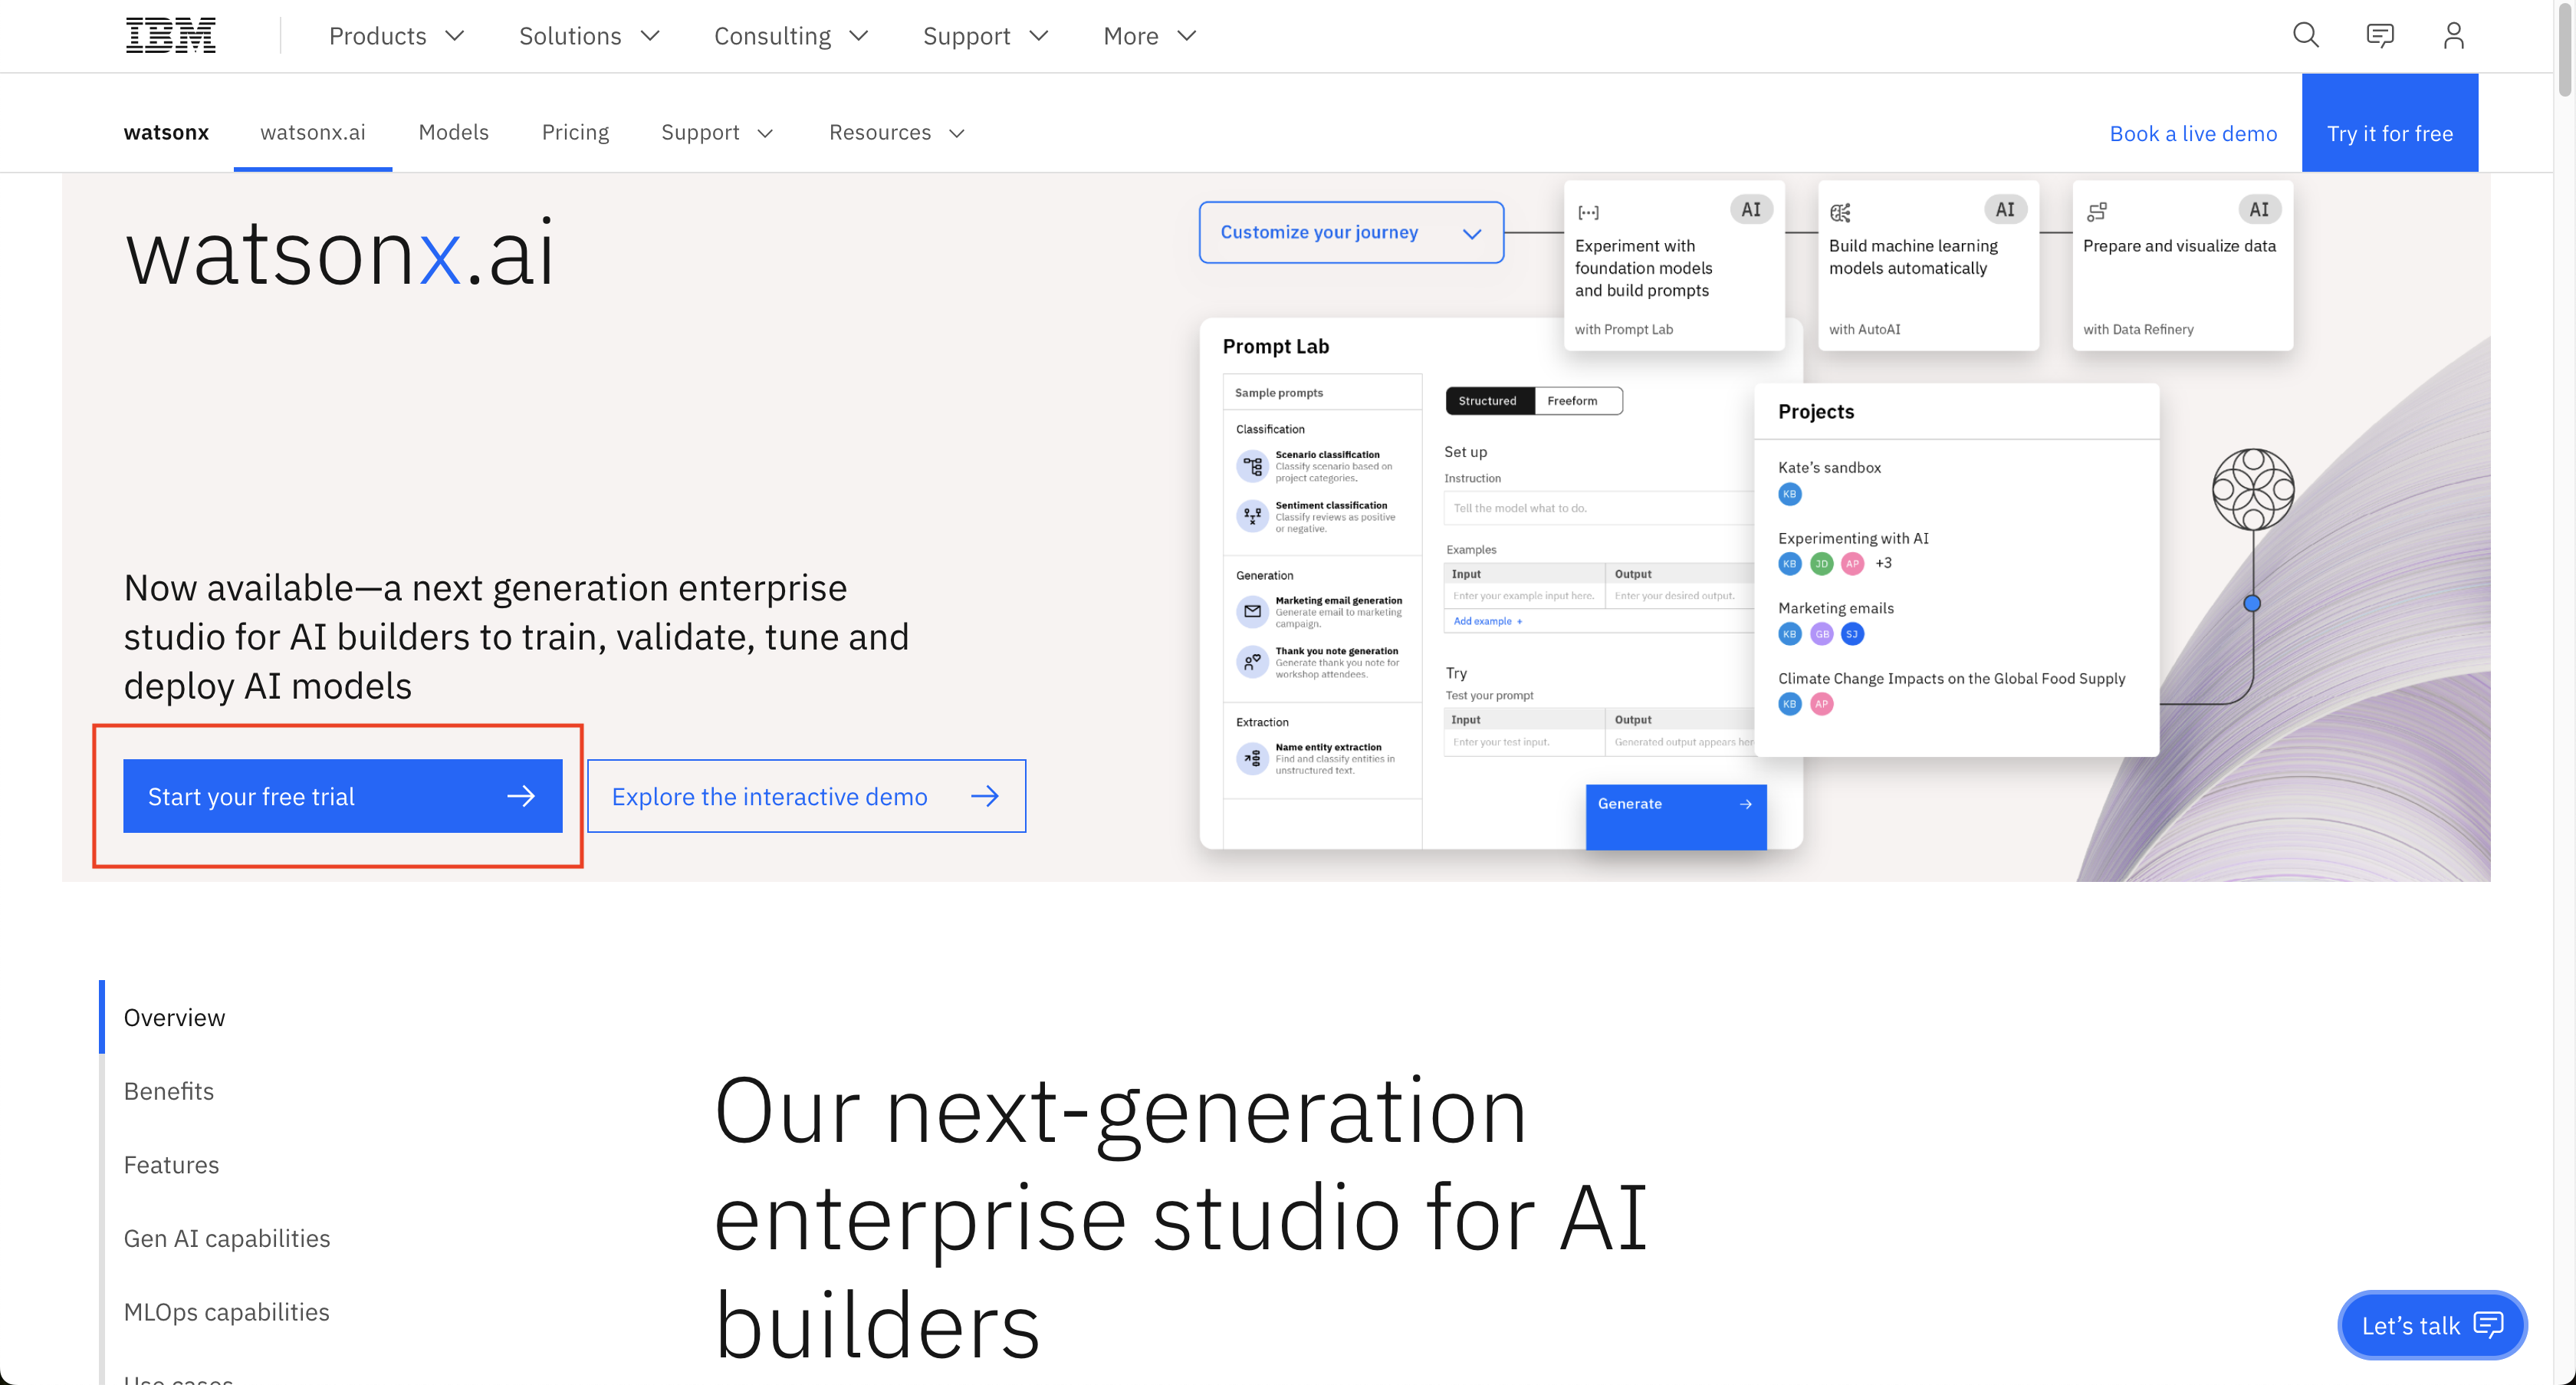 IBM
Products
Solutions
Consulting
Support
More
watsonx
watsonx.ai
Models
Pricing
Support
Resources
Book a live demo
Try it for free
watsonx.ai
Now available—a next generation enterprise
studio for AI builders to train, validate, tune and
deploy AI models
Start your free trial
Explore the interactive demo
Customize your journey
AI
Experiment with
foundation models
and build prompts
with Prompt Lab
AI
Build machine learning
models automatically
with AutoAI
AI
Prepare and visualize data
with Data Refinery
Prompt Lab
Sample prompts
Classification
Scenario classification
Classify scenario based on
project categories.
Sentiment classification
Classify reviews as positive
or negative.
Generation
Marketing email generation
Generate email to marketing
campaign.
Thank you note generation
Generate thank you note for
workshop attendees.
Extraction
Name entity extraction
Find and classify entities in
unstructured text.
Structured
Freeform
Set up
Instruction
Tell the model what to do.
Examples
Input
Output
Enter your example input here.
Enter your desired output.
Add example +
Try
Test your prompt
Input
Output
Enter your test input.
Generated output appears her
Generate
Projects
Kate's sandbox
KB
Experimenting with AI
KB JD AP +3
Marketing emails
KB GB SJ
Climate Change Impacts on the Global Food Supply
KB AP
Overview
Benefits
Features
Gen AI capabilities
MLOps capabilities
Use cases
Our next-generation
enterprise studio for AI
builders
Let's talk